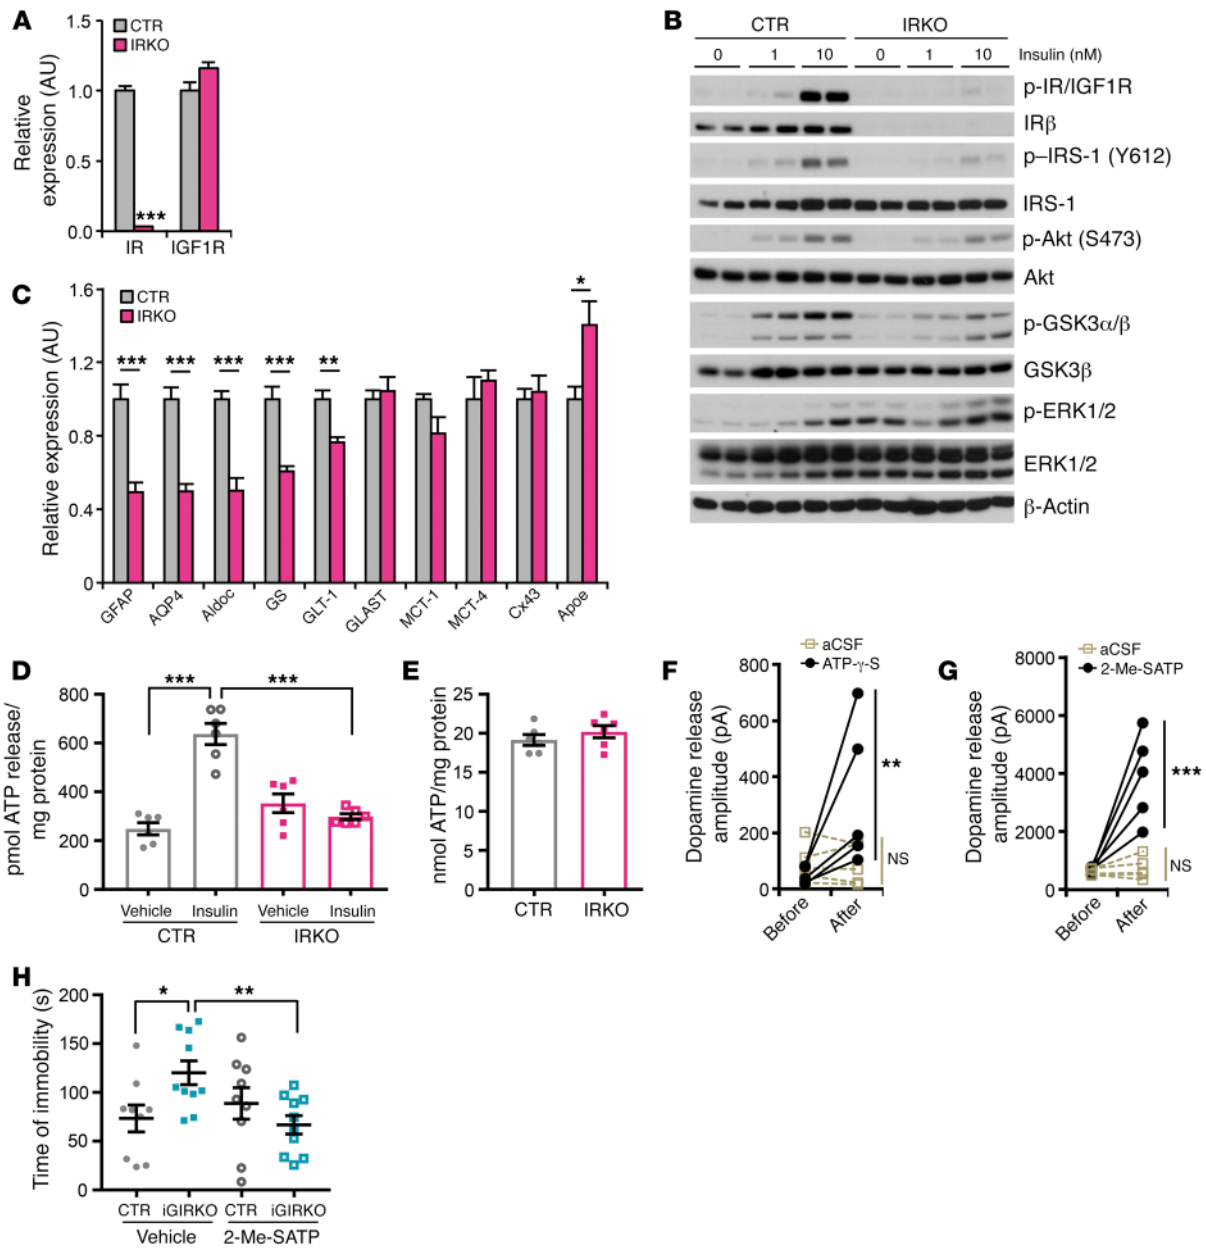 A
1.5
1.0
0.5
0.0
Relative
expression (AU)
CTR
IRKO
***
IR
IGF1R
B
CTR
IRKO
0
1
10
0
1
10
Insulin (nM)
p-IR/IGF1R
IRβ
p–IRS-1 (Y612)
IRS-1
p-Akt (S473)
Akt
p-GSK3α/β
GSK3β
p-ERK1/2
ERK1/2
β-Actin
C
1.6
1.2
0.8
0.4
0
Relative expression (AU)
CTR
IRKO
***
***
***
***
**
*
GFAP
AQP4
Aldoc
GS
GLT-1
GLAST
MCT-1
MCT-4
Cx43
Apoe
D
800
600
400
200
0
pmol ATP release/
mg protein
***
***
Vehicle
Insulin
Vehicle
Insulin
CTR
IRKO
E
25
20
15
10
5
0
nmol ATP/mg protein
CTR
IRKO
F
aCSF
ATP-γ-S
800
600
400
200
0
Dopamine release
amplitude (pA)
**
NS
Before
After
G
aCSF
2-Me-SATP
8000
6000
4000
2000
0
Dopamine release
amplitude (pA)
***
NS
Before
After
H
200
150
100
50
0
Time of immobility (s)
*
**
CTR
iGIRKO
CTR
iGIRKO
Vehicle
2-Me-SATP